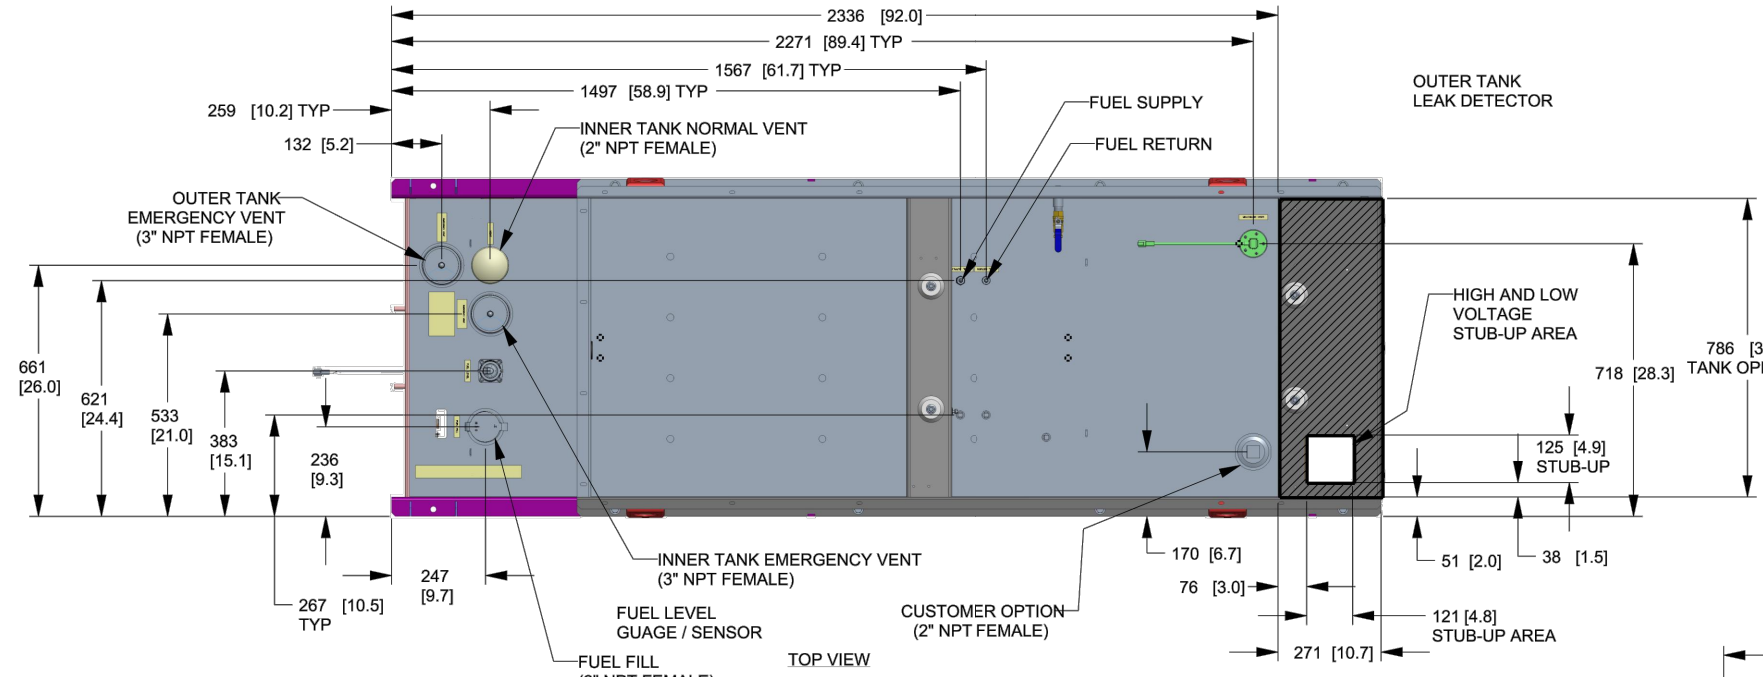 2336 [92.0]
2271 [89.4] TYP
1567 [61.7] TYP
1497 [58.9] TYP
259 [10.2] TYP
132 [5.2]
OUTER TANK
LEAK DETECTOR
FUEL SUPPLY
INNER TANK NORMAL VENT
(2" NPT FEMALE)
FUEL RETURN
OUTER TANK
EMERGENCY VENT
(3" NPT FEMALE)
HIGH AND LOW
VOLTAGE
STUB-UP AREA
786 [3
TANK OP
661
[26.0]
621
[24.4]
533
[21.0]
383
[15.1]
236
[9.3]
718 [28.3]
125 [4.9]
STUB-UP
170 [6.7]
51 [2.0]
38 [1.5]
INNER TANK EMERGENCY VENT
(3" NPT FEMALE)
247
[9.7]
76 [3.0]
267 [10.5]
TYP
FUEL LEVEL
GUAGE / SENSOR
CUSTOMER OPTION
(2" NPT FEMALE)
121 [4.8]
STUB-UP AREA
271 [10.7]
FUEL FILL
TOP VIEW